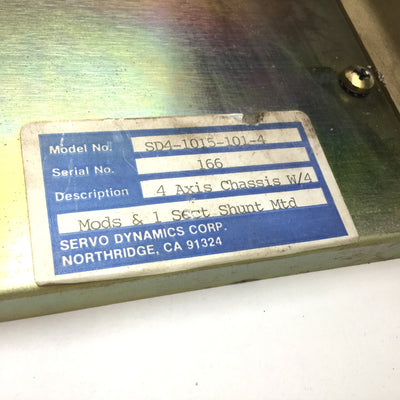 Model No. SD4-1015-101-4
Serial No. 166
Description 4 Axis Chassis W/4
Mods & 1 Sect Shunt Mtd
SERVO DYNAMICS CORP.
NORTHRIDGE, CA 91324